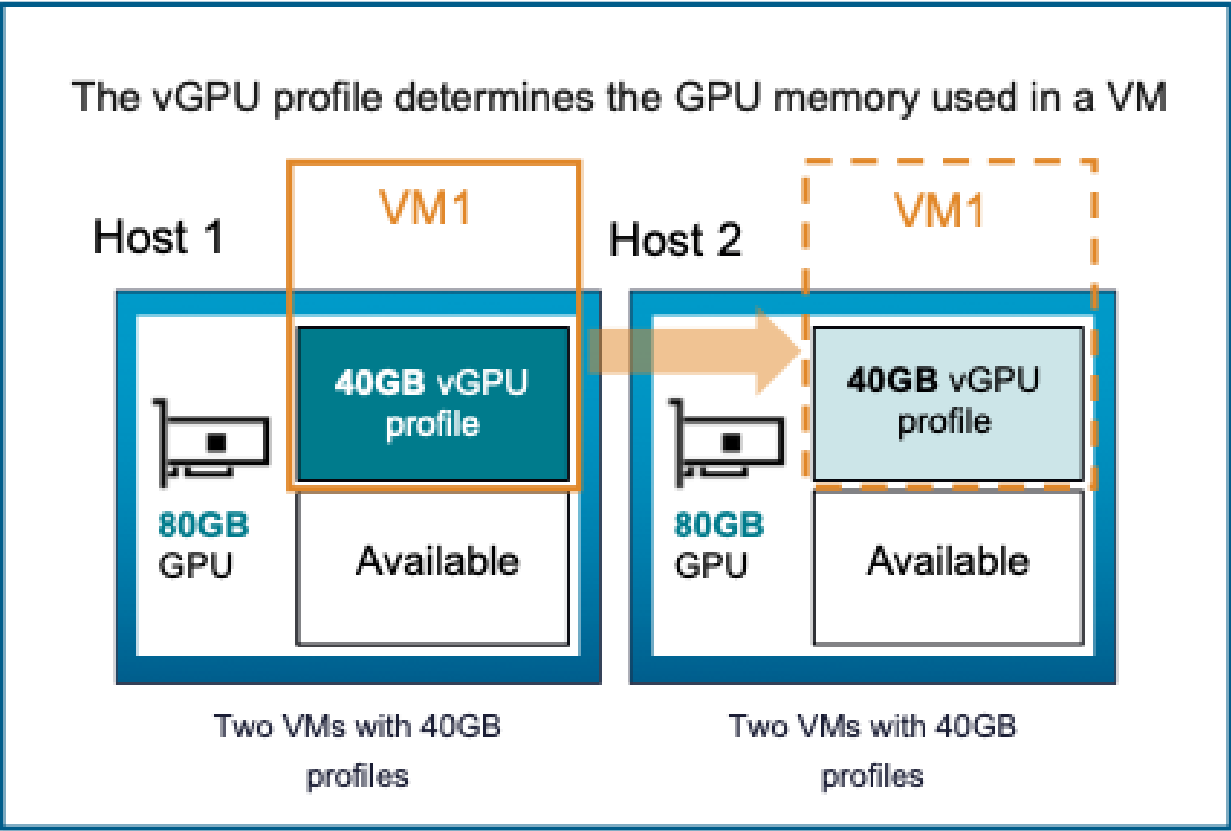 The vGPU profile determines the GPU memory used in a VM
Host 1
VM1
40GB vGPU
profile
80GB
GPU
Available
Two VMs with 40GB
profiles
Host 2
VM1
40GB vGPU
profile
80GB
GPU
Available
Two VMs with 40GB
profiles